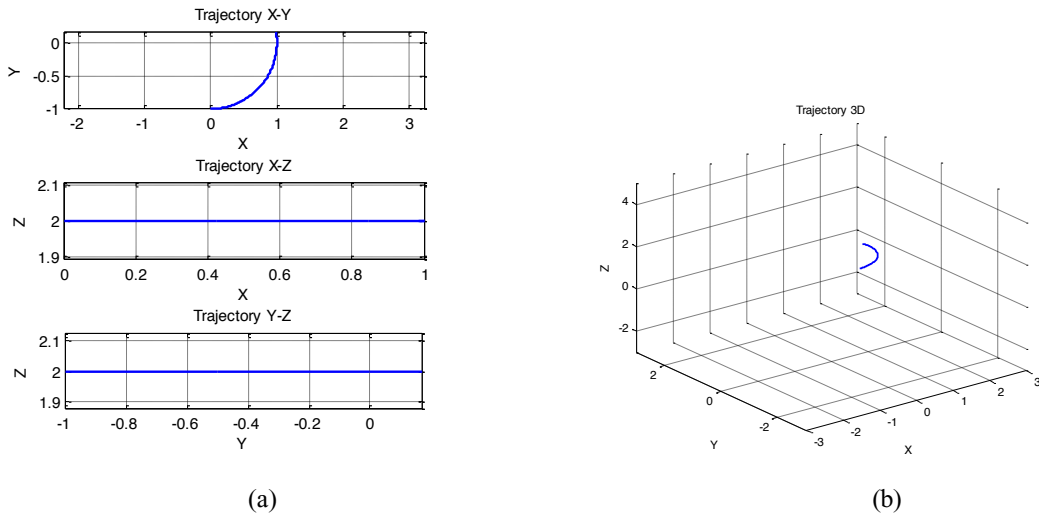 Trajectory X-Y
0
-0.5
-1
Y
-2 -1 0 1 2 3
X
Trajectory X-Z
2.1
2
1.9
Z
0 0.2 0.4 0.6 0.8 1
X
Trajectory Y-Z
2.1
2
1.9
Z
-1 -0.8 -0.6 -0.4 -0.2 0
Y
(a)
Trajectory 3D
4
2
0
-2
Z
2
0
-2
Y
-3 -2 -1 0 1 2 3
X
(b)